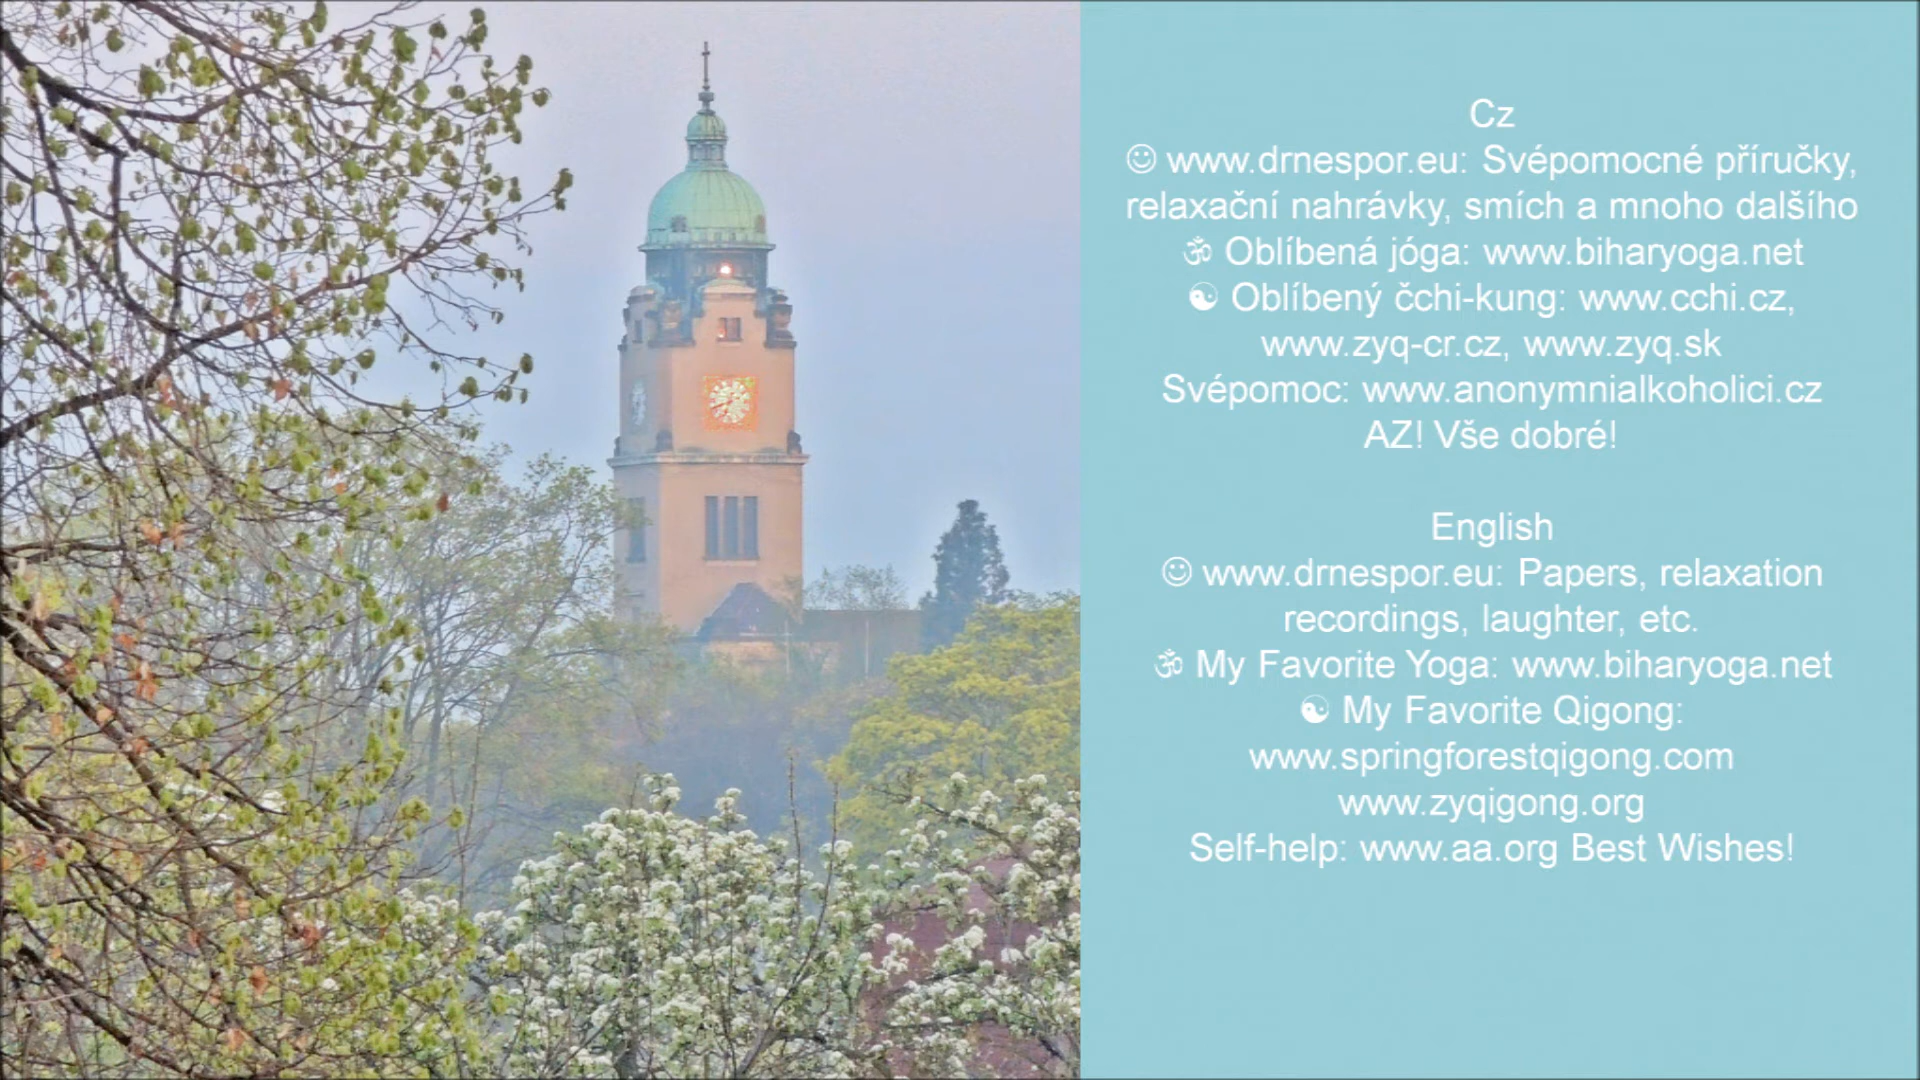 Cz
☺ www.drnespor.eu: Svépomocné příručky,
relaxační nahrávky, smích a mnoho dalšího
🕉 Oblíbená jóga: www.biharyoga.net
☯ Oblíbený čchi-kung: www.cchi.cz,
www.zyq-cr.cz, www.zyq.sk
Svépomoc: www.anonymnialkoholici.cz
AZ! Vše dobré!
English
☺ www.drnespor.eu: Papers, relaxation
recordings, laughter, etc.
🕉 My Favorite Yoga: www.biharyoga.net
☯ My Favorite Qigong:
www.springforestqigong.com
www.zyqigong.org
Self-help: www.aa.org Best Wishes!